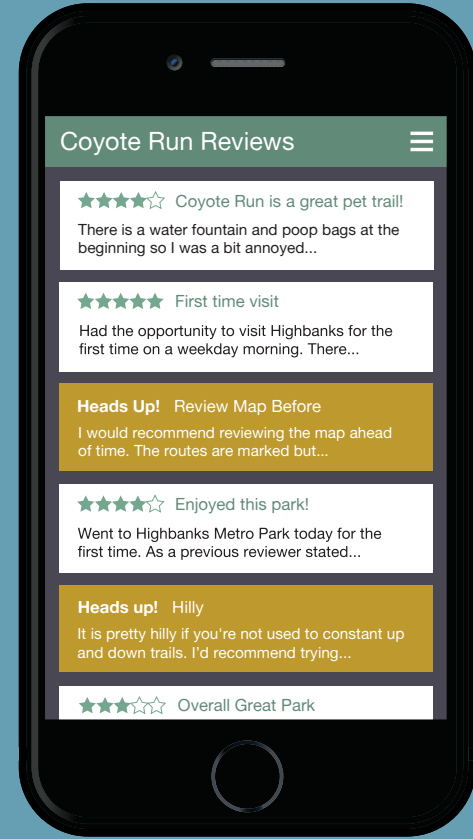 Coyote Run Reviews
Coyote Run is a great pet trail!
There is a water fountain and poop bags at the
beginning so I was a bit annoyed...
First time visit
Had the opportunity to visit Highbanks for the
first time on a weekday morning. There...
Heads Up! Review Map Before
I would recommend reviewing the map ahead
of time. The routes are marked but...
Enjoyed this park!
Went to Highbanks Metro Park today for the
first time. As a previous reviewer stated...
Heads up! Hilly
It is pretty hilly if you're not used to constant up
and down trails. I'd recommend trying...
Overall Great Park